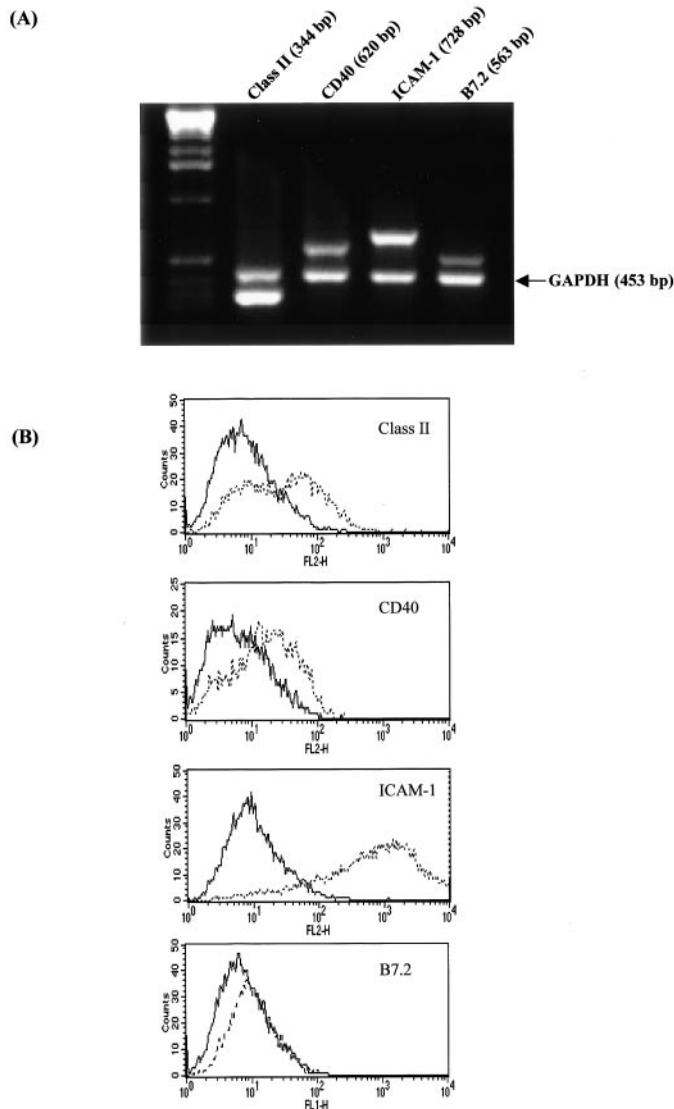 (A)
Class II (344 bp)
CD40 (620 bp)
ICAM-1 (728 bp)
B7.2 (563 bp)
GAPDH (453 bp)
(B)
Class II
Counts
0 10 20 30 40 50
10^0 10^1 10^2 10^3 10^4
FL2-H
CD40
Counts
0 5 10 15 20 25
10^0 10^1 10^2 10^3 10^4
FL2-H
ICAM-1
Counts
0 10 20 30 40 50
10^0 10^1 10^2 10^3 10^4
FL2-H
B7.2
Counts
0 10 20 30 40 50
10^0 10^1 10^2 10^3 10^4
FL1-H